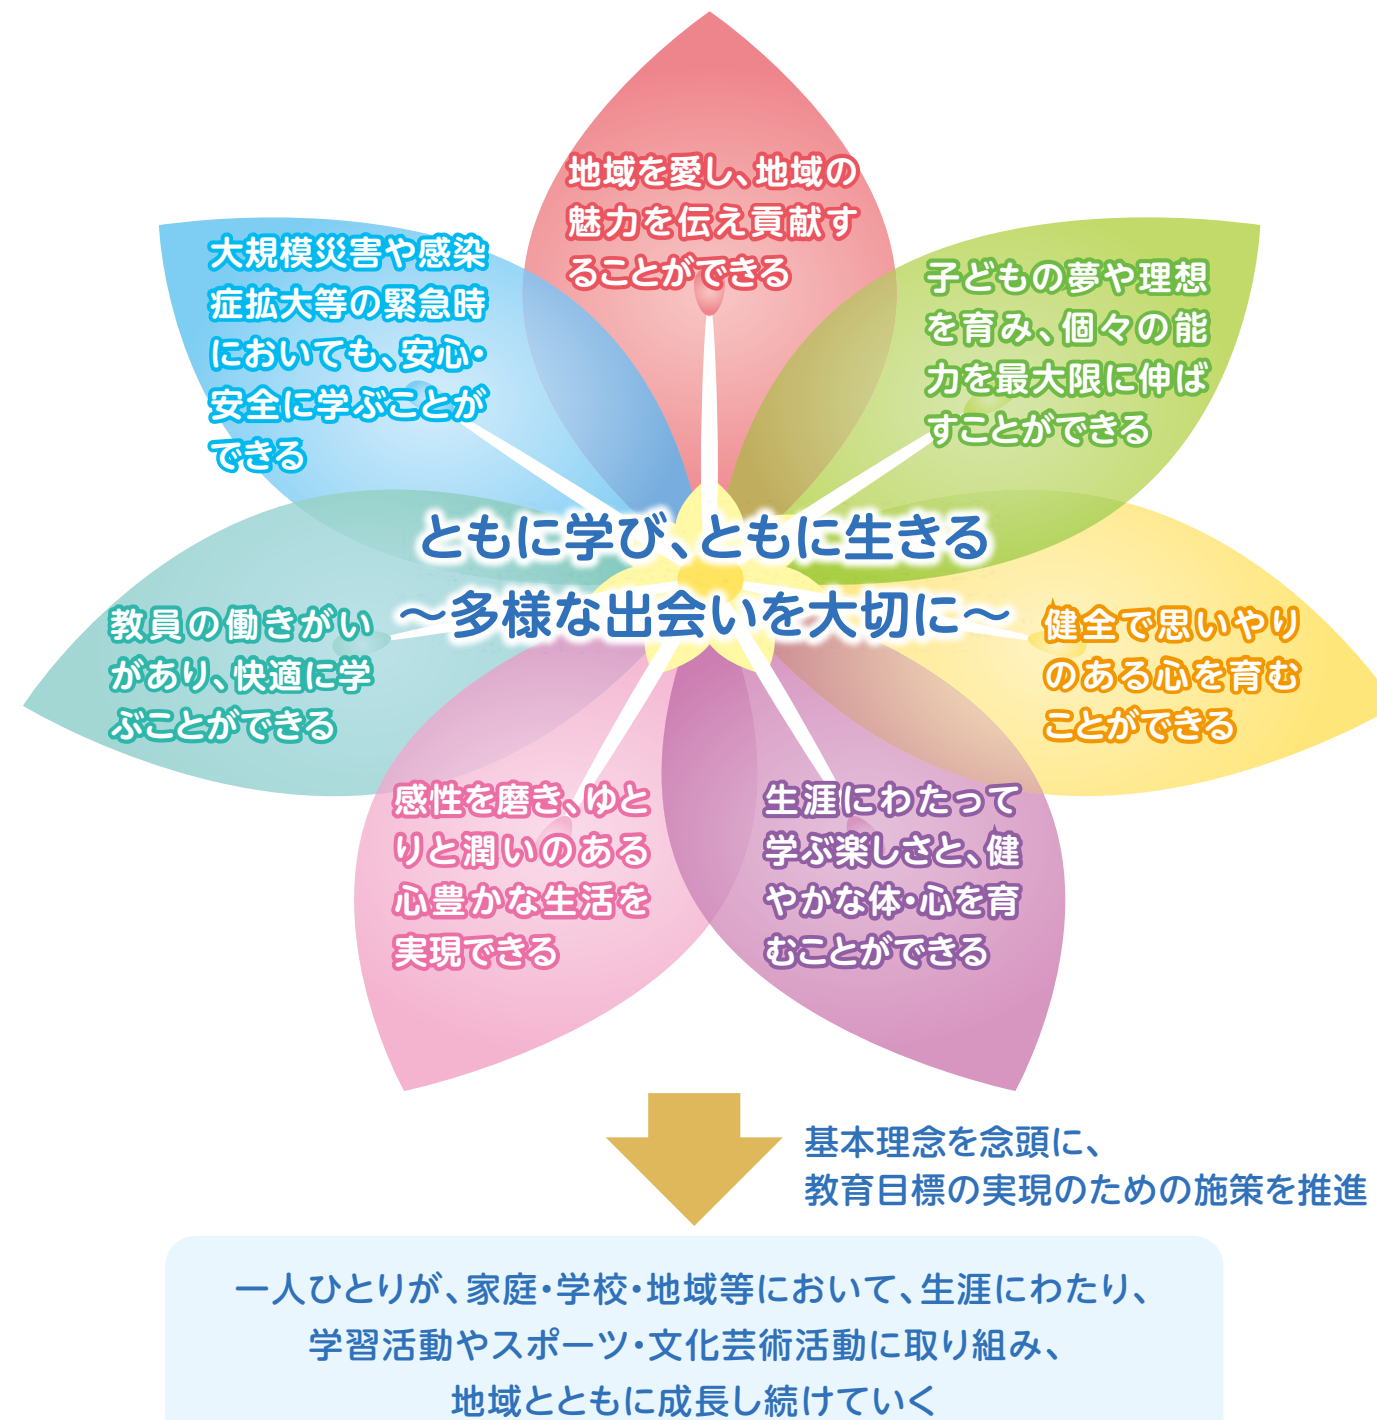 地域を愛し、地域の
魅力を伝え貢献す
ることができる
大規模災害や感染
症拡大等の緊急時
においても、安心・
安全に学ぶことが
できる
子どもの夢や理想
を育み、個々の能
力を最大限に伸ば
すことができる
ともに学び、ともに生きる
～多様な出会いを大切に～
教員の働きがい
があり、快適に学
ぶことができる
健全で思いやり
のある心を育む
ことができる
感性を磨き、ゆと
りと潤いのある
心豊かな生活を
実現できる
生涯にわたって
学ぶ楽しさと、健
やかな体・心を育
むことができる
基本理念を念頭に、
教育目標の実現のための施策を推進
一人ひとりが、家庭・学校・地域等において、生涯にわたり、
学習活動やスポーツ・文化芸術活動に取り組み、
地域とともに成長し続けていく